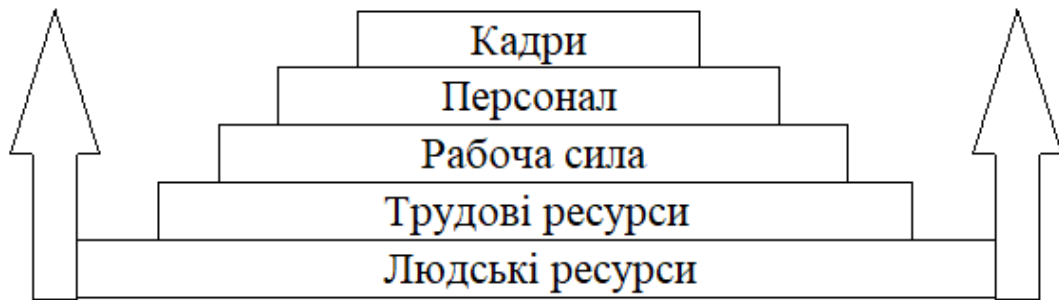 Кадри
Персонал
Рабоча сила
Трудові ресурси
Людські ресурси